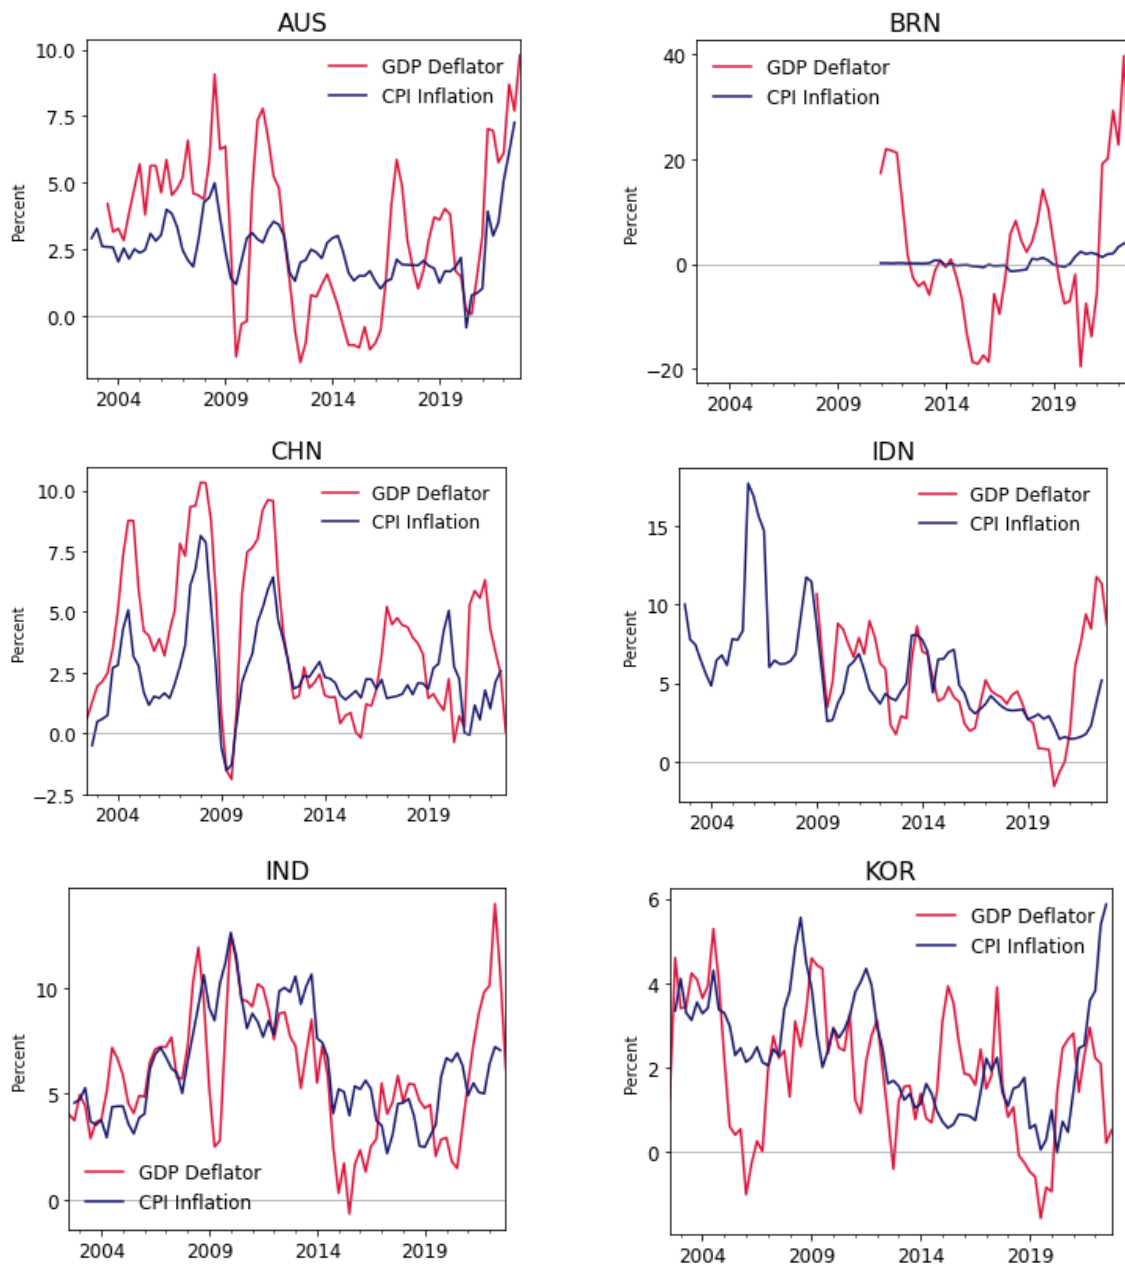 AUS
10.0
7.5
5.0
2.5
0.0
Percent
GDP Deflator
CPI Inflation
2004 2009 2014 2019
BRN
40
20
0
−20
Percent
GDP Deflator
CPI Inflation
2004 2009 2014 2019
CHN
10.0
7.5
5.0
2.5
0.0
−2.5
Percent
GDP Deflator
CPI Inflation
2004 2009 2014 2019
IDN
15
10
5
0
Percent
GDP Deflator
CPI Inflation
2004 2009 2014 2019
IND
10
5
0
Percent
GDP Deflator
CPI Inflation
2004 2009 2014 2019
KOR
6
4
2
0
Percent
GDP Deflator
CPI Inflation
2004 2009 2014 2019